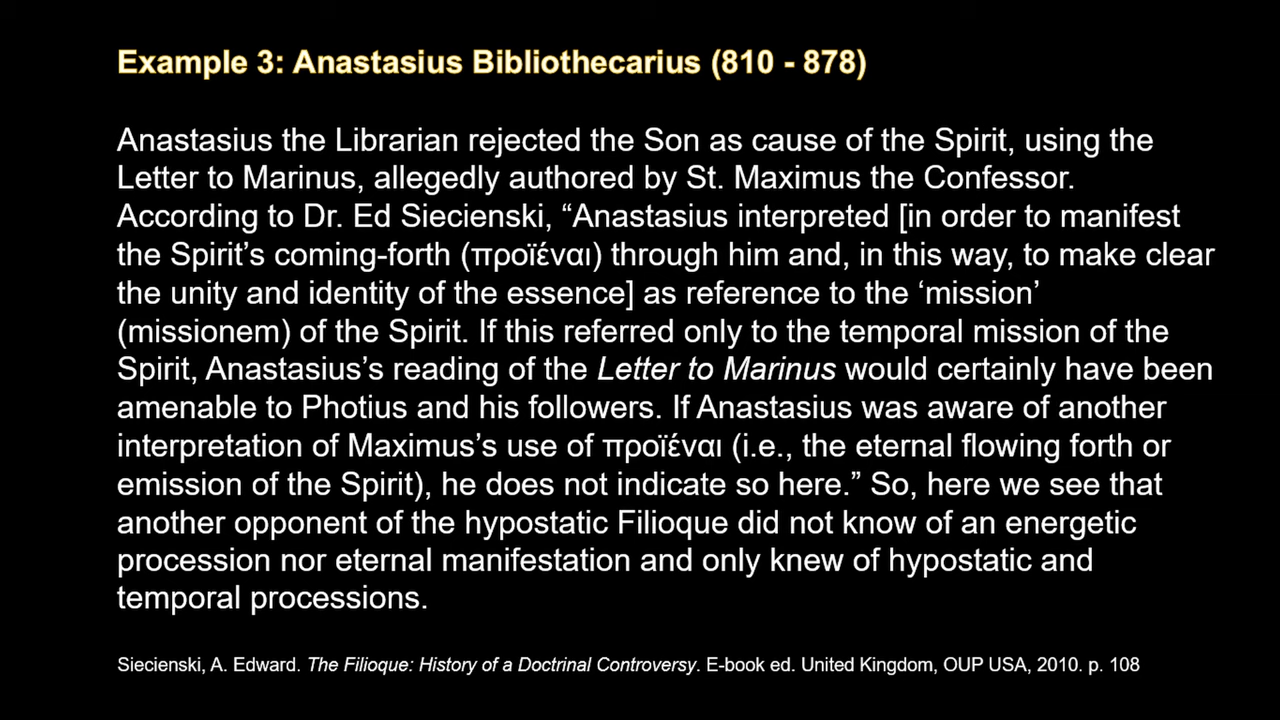 Example 3: Anastasius Bibliothecarius (810 - 878)
Anastasius the Librarian rejected the Son as cause of the Spirit, using the
Letter to Marinus, allegedly authored by St. Maximus the Confessor.
According to Dr. Ed Siecienski, “Anastasius interpreted [in order to manifest
the Spirit’s coming-forth (προϊέναι) through him and, in this way, to make clear
the unity and identity of the essence] as reference to the ‘mission’
(missionem) of the Spirit. If this referred only to the temporal mission of the
Spirit, Anastasius’s reading of the Letter to Marinus would certainly have been
amenable to Photius and his followers. If Anastasius was aware of another
interpretation of Maximus’s use of προϊέναι (i.e., the eternal flowing forth or
emission of the Spirit), he does not indicate so here.” So, here we see that
another opponent of the hypostatic Filioque did not know of an energetic
procession nor eternal manifestation and only knew of hypostatic and
temporal processions.
Siecienski, A. Edward. The Filioque: History of a Doctrinal Controversy. E-book ed. United Kingdom, OUP USA, 2010. p. 108